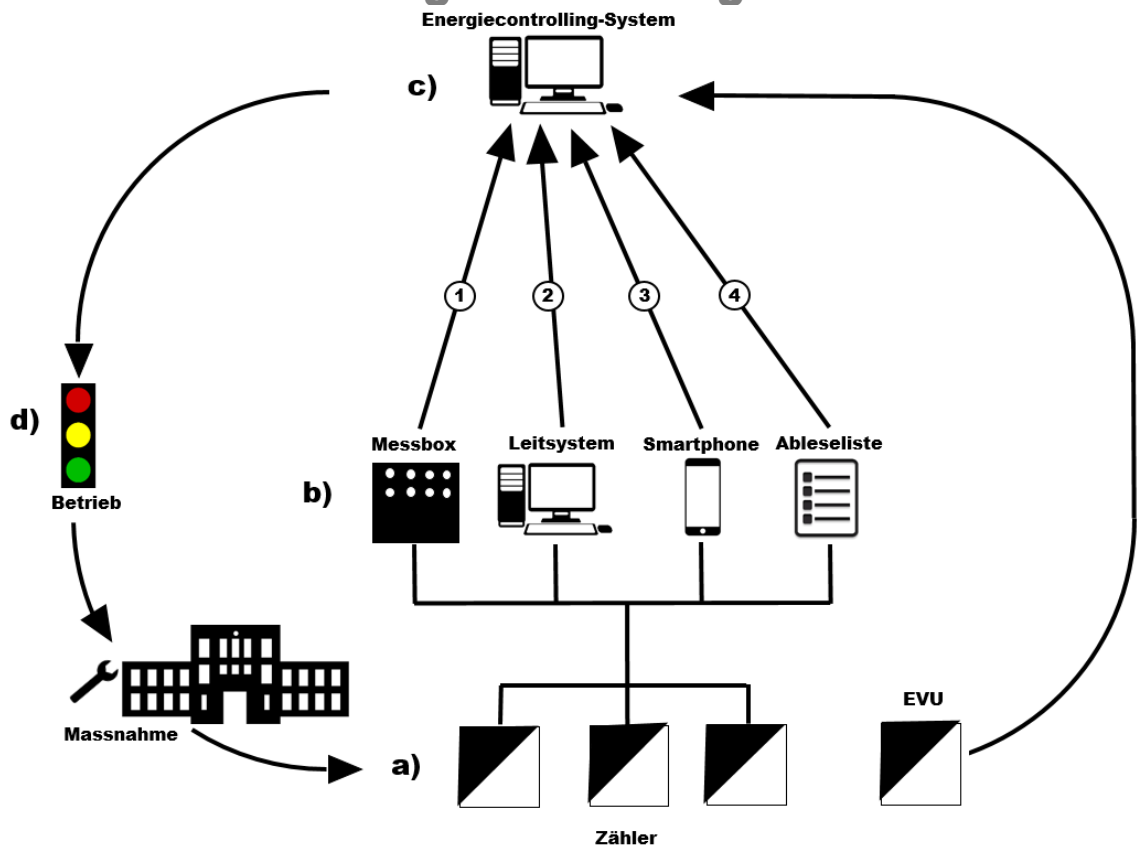 Energiecontrolling-System
c)
1
2
3
4
d)
Betrieb
Messbox
Leitsystem
Smartphone
Ableseliste
b)
Massnahme
a)
EVU
Zähler